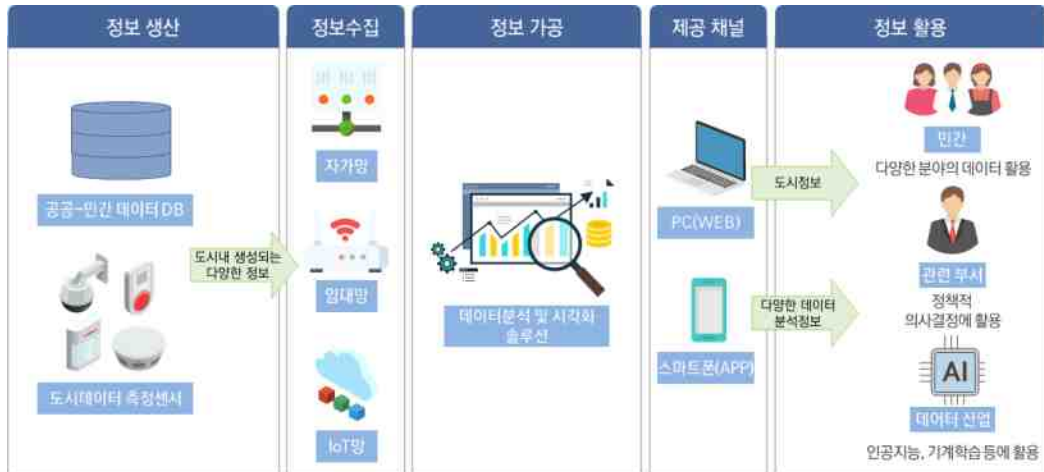 정보 생산
정보수집
정보 가공
제공 채널
정보 활용
공공-민간 데이터 DB
도시데이터 측정센서
도시내 생성되는
다양한 정보
자가망
임대망
IoT망
데이터분석 및 시각화
솔루션
PC(WEB)
스마트폰(APP)
도시정보
다양한 데이터
분석정보
민간
다양한 분야의 데이터 활용
관련 부서
정책적
의사결정에 활용
AI
데이터 산업
인공지능, 기계학습 등에 활용